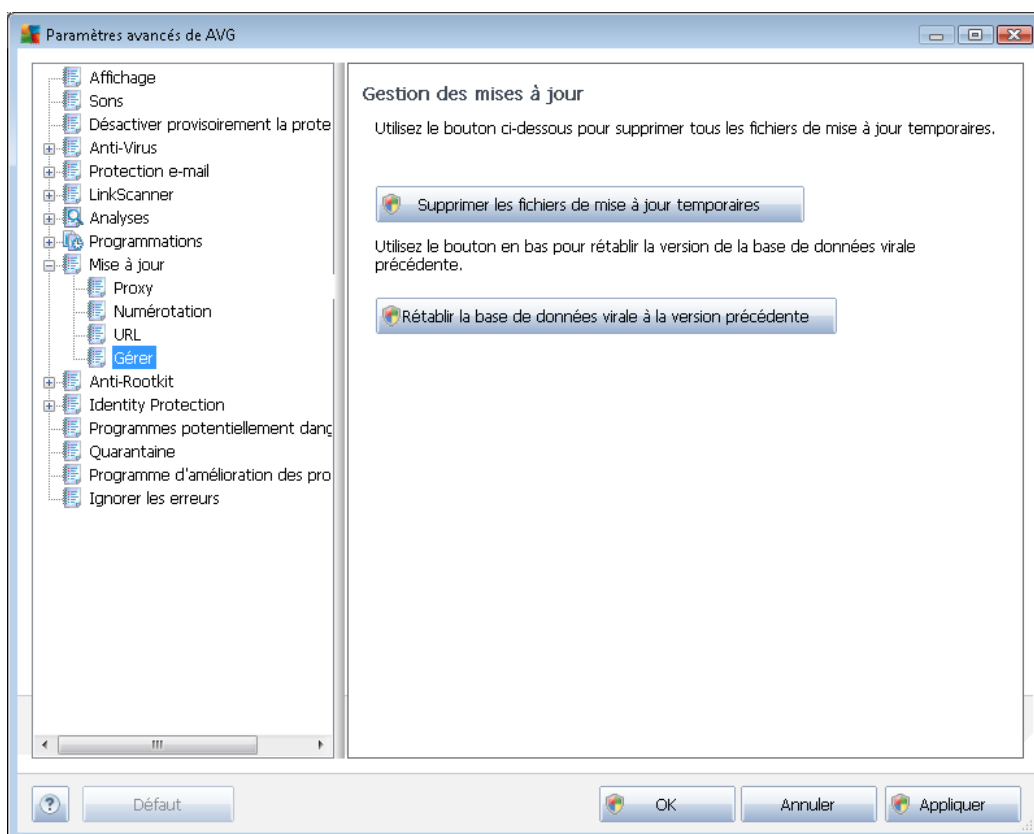 Paramètres avancés de AVG
Affichage
Sons
Désactiver provisoirement la prote
Anti-Virus
Protection e-mail
LinkScanner
Analyses
Programmations
Mise à jour
Proxy
Numérotation
URL
Gérer
Anti-Rootkit
Identity Protection
Programmes potentiellement dang
Quarantaine
Programme d'amélioration des pro
Ignorer les erreurs
Gestion des mises à jour
Utilisez le bouton ci-dessous pour supprimer tous les fichiers de mise à jour temporaires.
Supprimer les fichiers de mise à jour temporaires
Utilisez le bouton en bas pour rétablir la version de la base de données virale
précédente.
Rétablir la base de données virale à la version précédente
?
Défaut
OK
Annuler
Appliquer